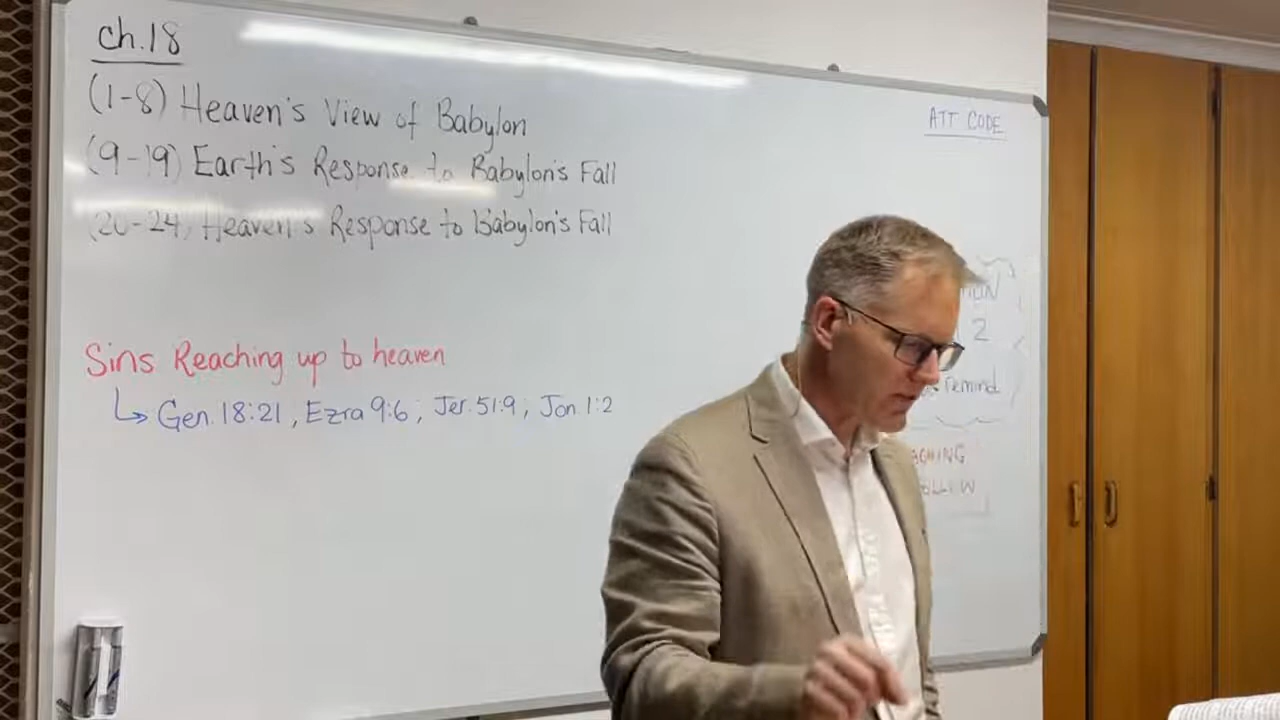 ch.18
(1-8) Heaven's View of Babylon
(9-19) Earth's Response to Babylon's Fall
(20-24) Heaven's Response to Babylon's Fall
Sins Reaching up to heaven
↳ Gen. 18:21, Ezra 9:6, Jer. 51:9, Jon. 1:2
ATT CODE
2
remind